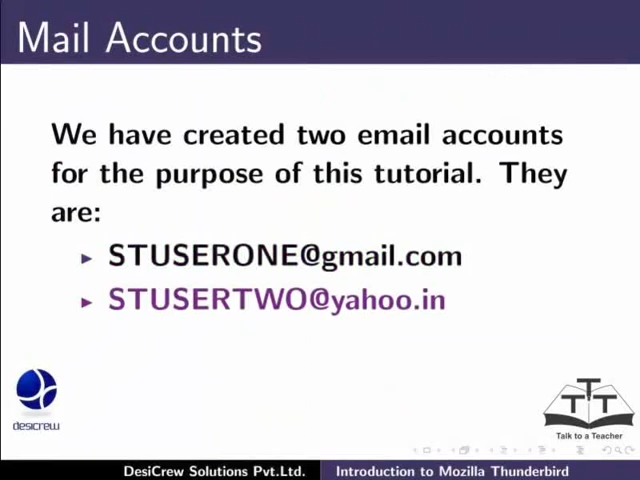 Mail Accounts
We have created two email accounts
for the purpose of this tutorial. They
are:
STUSERONE@gmail.com
STUSERTWO@yahoo.in
desicrew
TTT
Talk to a Teacher
DesiCrew Solutions Pvt.Ltd. Introduction to Mozilla Thunderbird